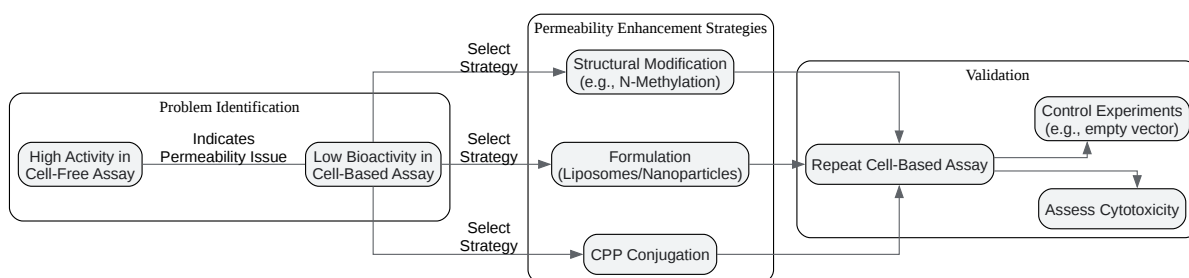 Problem Identification
High Activity in
Cell-Free Assay
Indicates
Permeability Issue
Low Bioactivity in
Cell-Based Assay
Select
Strategy
Select
Strategy
Select
Strategy
Permeability Enhancement Strategies
Structural Modification
(e.g., N-Methylation)
Formulation
(Liposomes/Nanoparticles)
CPP Conjugation
Validation
Repeat Cell-Based Assay
Control Experiments
(e.g., empty vector)
Assess Cytotoxicity